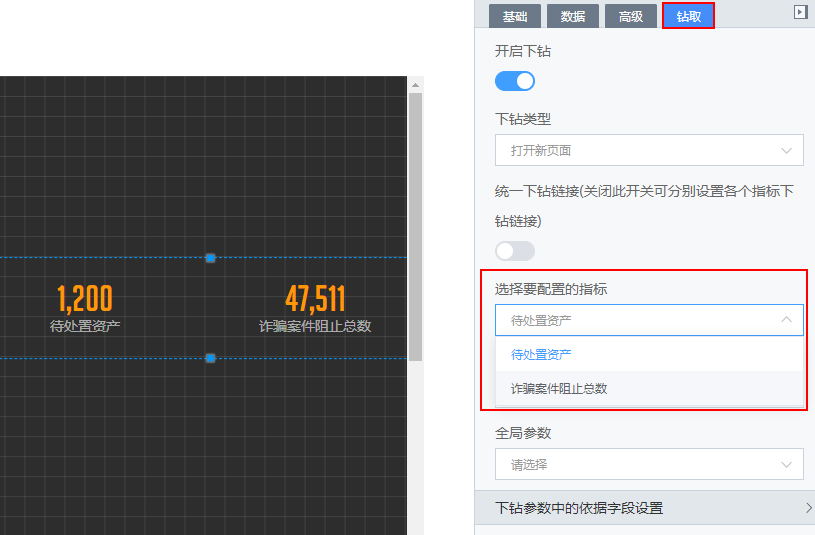 基础 数据 高级 钻取
开启下钻
下钻类型
打开新页面
统一下钻链接(关闭此开关可分别设置各个指标下
钻链接)
1,200
待处置资产
47,511
诈骗案件阻止总数
选择要配置的指标
待处置资产
待处置资产
诈骗案件阻止总数
全局参数
请选择
下钻参数中的依据字段设置